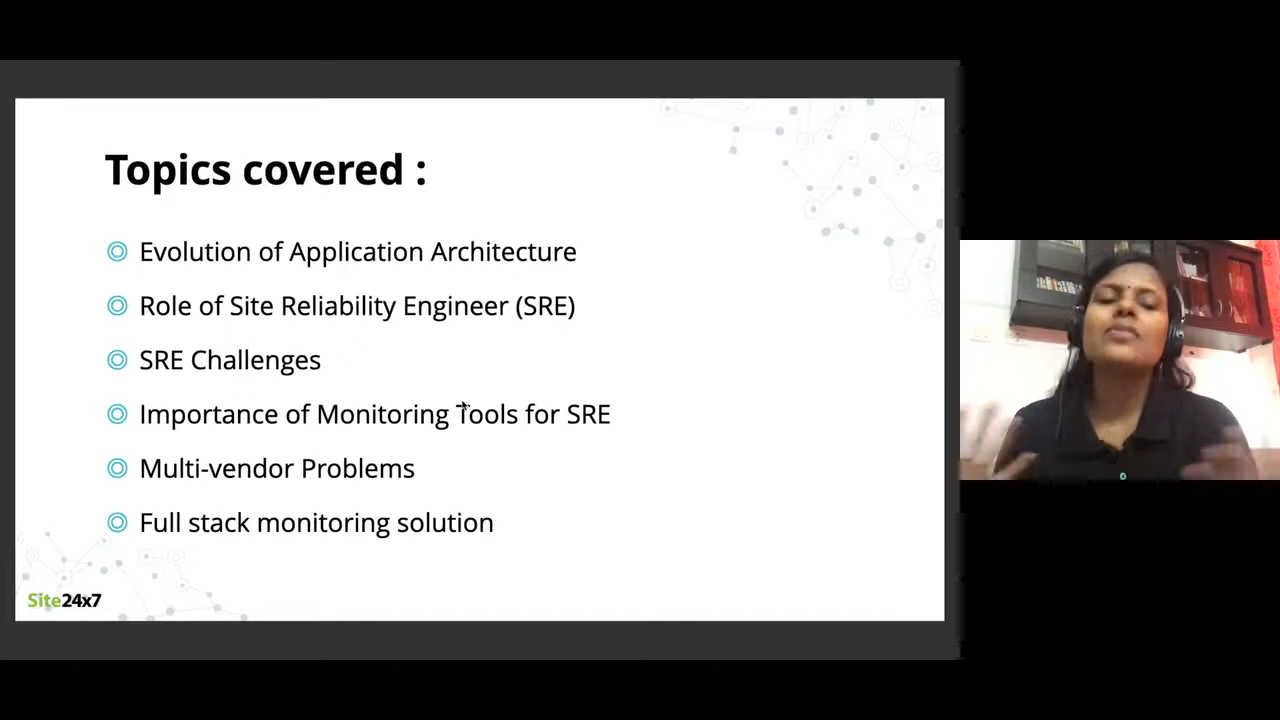 Topics covered :
Evolution of Application Architecture
Role of Site Reliability Engineer (SRE)
SRE Challenges
Importance of Monitoring Tools for SRE
Multi-vendor Problems
Full stack monitoring solution
Site24x7